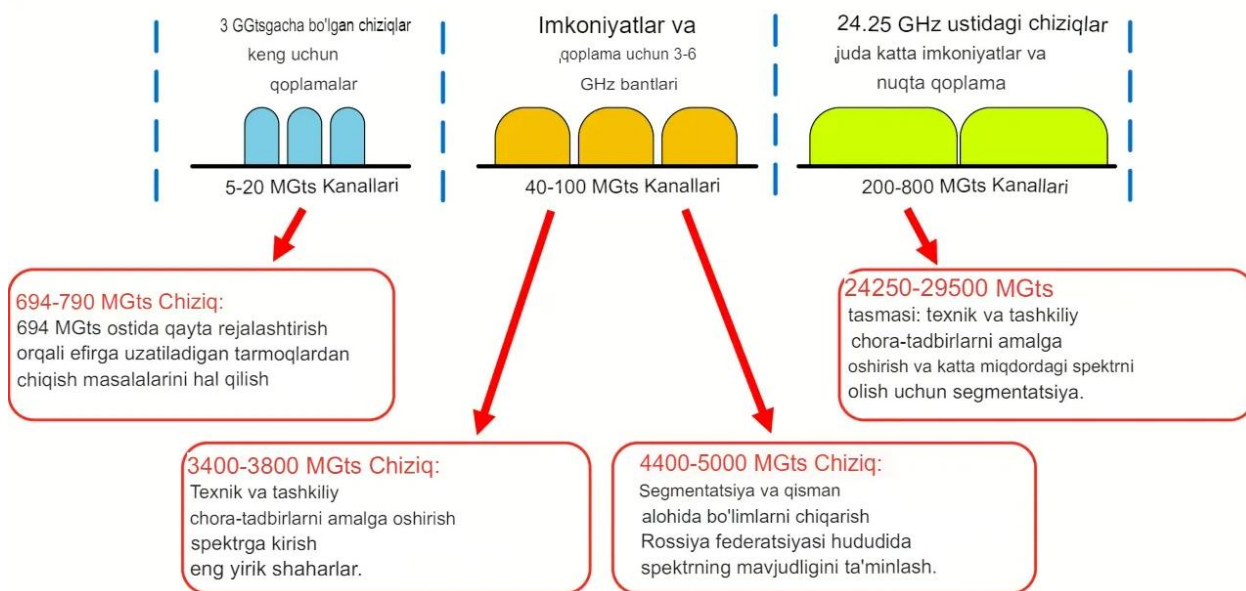 3 GGtsgacha bo'lgan chiziqlar
keng uchun
qoplamalar
5-20 MGts Kanallari
Imkoniyatlar va
qoplama uchun 3-6
GHz bantlari
40-100 MGts Kanallari
24.25 GHz ustidagi chiziqlar
juda katta imkoniyatlar va
nuqta qoplama
200-800 MGts Kanallari
694-790 MGts Chiziq:
694 MGts ostida qayta rejalashtirish
orqali efirga uzatiladigan tarmoqlardan
chiqish masalalarini hal qilish
24250-29500 MGts
tasmasi: texnik va tashkiliy
chora-tadbirlarni amalga
oshirish va katta miqdordagi spektrni
olish uchun segmentatsiya.
3400-3800 MGts Chiziq:
Texnik va tashkiliy
chora-tadbirlarni amalga oshirish
spektrga kirish
eng yirik shaharlar.
4400-5000 MGts Chiziq:
Segmentatsiya va qisman
alohida bo'limlarni chiqarish
Rossiya federatsiyasi hududida
spektrning mavjudligini ta'minlash.